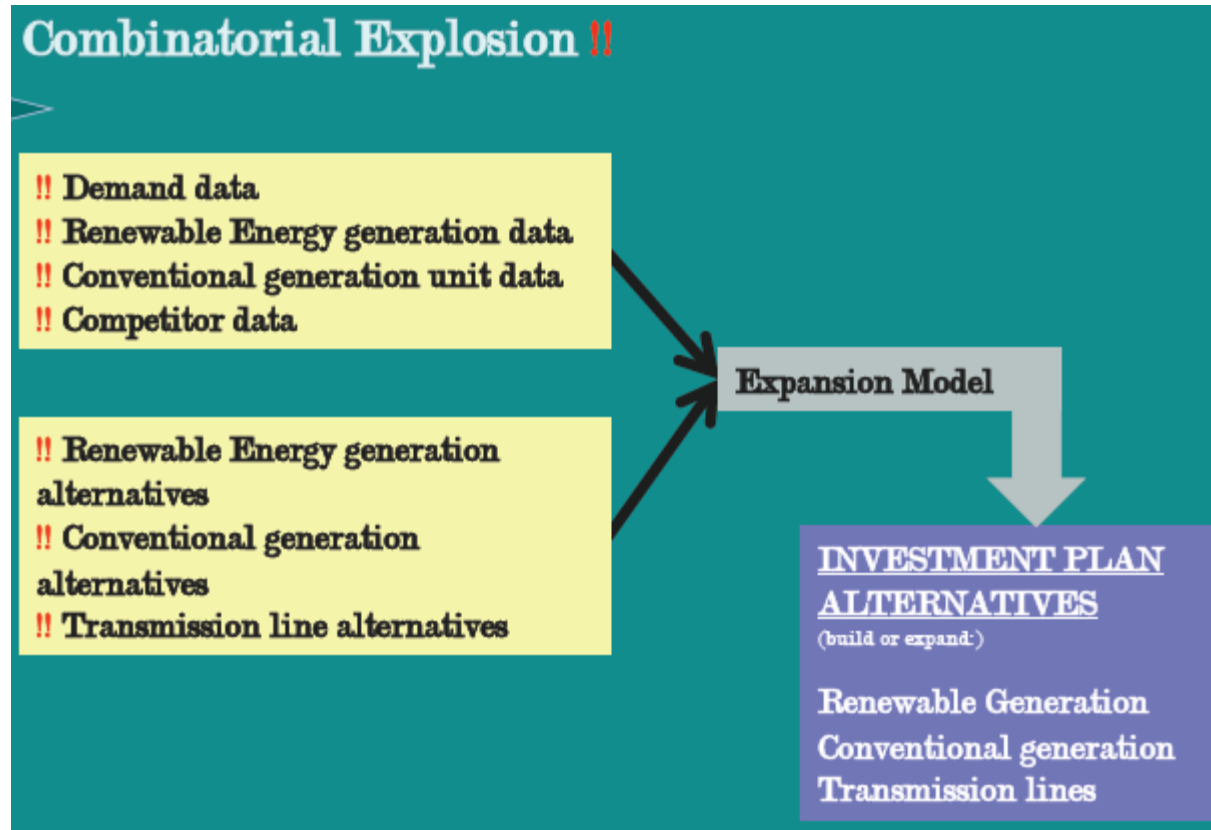 Combinatorial Explosion !!
!! Demand data
!! Renewable Energy generation data
!! Conventional generation unit data
!! Competitor data
Expansion Model
!! Renewable Energy generation
alternatives
!! Conventional generation
alternatives
!! Transmission line alternatives
INVESTMENT PLAN
ALTERNATIVES
(build or expand:)
Renewable Generation
Conventional generation
Transmission lines